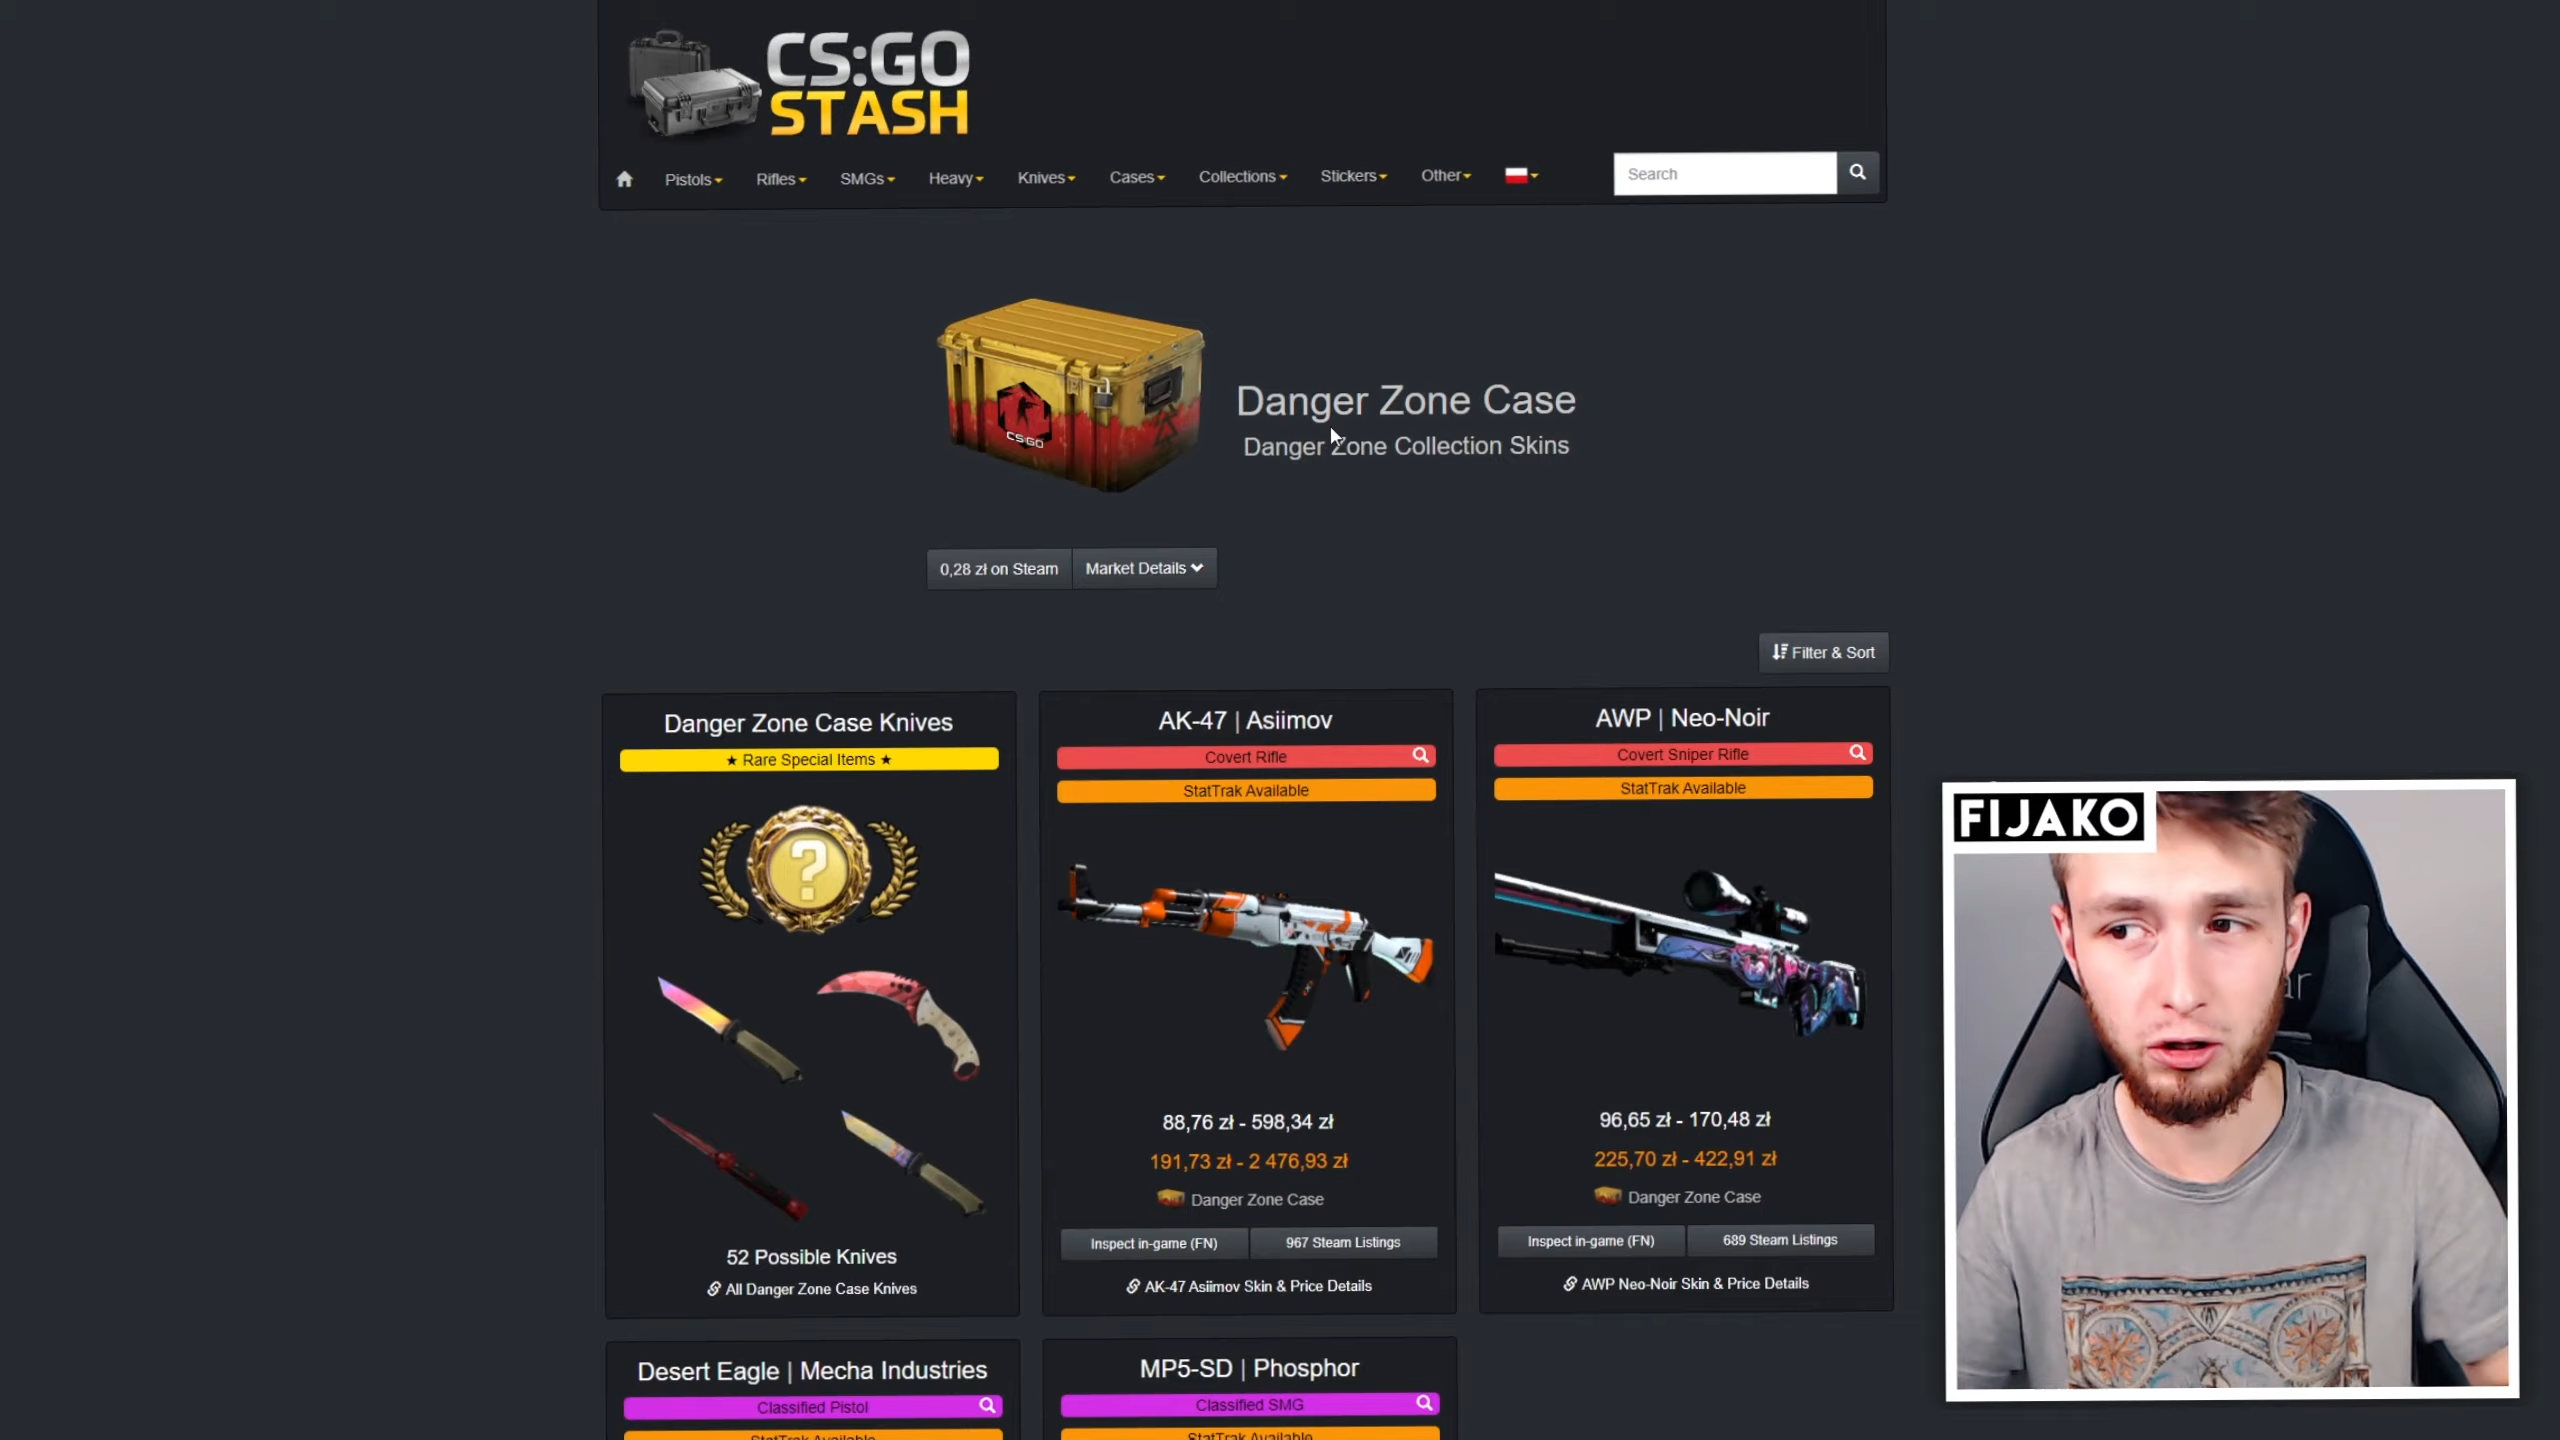 CS:GO
STASH
Pistols
Rifles
SMGs
Heavy
Knives
Cases
Collections
Stickers
Other
Search
CS:GO
Danger Zone Case
Danger Zone Collection Skins
0,28 zł on Steam
Market Details
Filter & Sort
Danger Zone Case Knives
★ Rare Special Items ★
52 Possible Knives
All Danger Zone Case Knives
AK-47 | Asiimov
Covert Rifle
StatTrak Available
88,76 zł - 598,34 zł
191,73 zł - 2 476,93 zł
Danger Zone Case
Inspect in-game (FN)
967 Steam Listings
AK-47 Asiimov Skin & Price Details
AWP | Neo-Noir
Covert Sniper Rifle
StatTrak Available
96,65 zł - 170,48 zł
225,70 zł - 422,91 zł
Danger Zone Case
Inspect in-game (FN)
689 Steam Listings
AWP Neo-Noir Skin & Price Details
FIJAKO
Desert Eagle | Mecha Industries
Classified Pistol
StatTrak Available
MP5-SD | Phosphor
Classified SMG
StatTrak Available